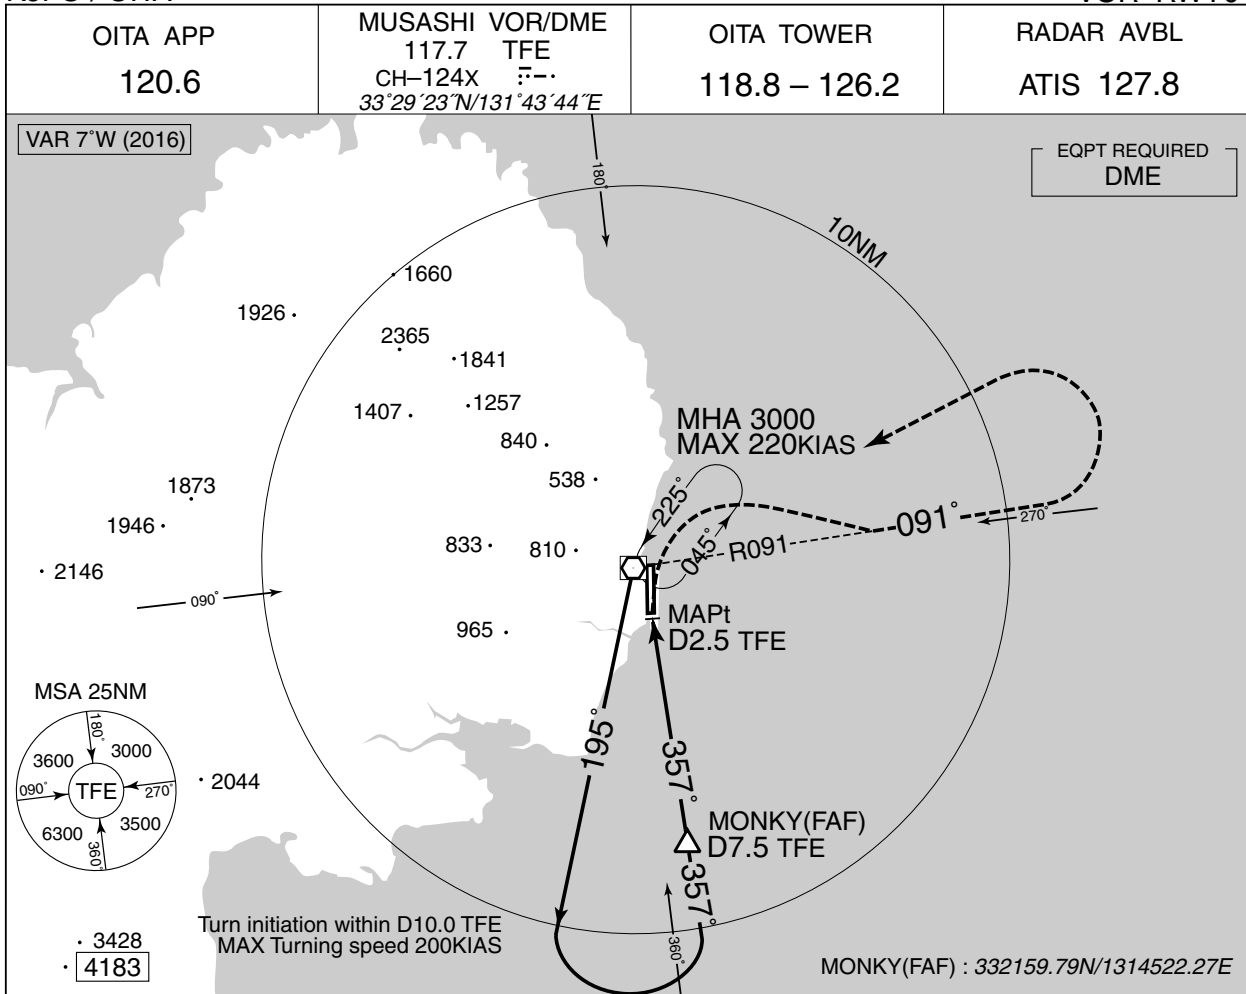 OITA APP
120.6
MUSASHI VOR/DME
117.7 TFE
CH–124X
33°29´23˝N/131°43´44˝E
OITA TOWER
118.8 – 126.2
RADAR AVBL
ATIS 127.8
VAR 7°W (2016)
EQPT REQUIRED
DME
180°
10NM
1660
1926
2365
1841
1257
1407
840
538
1873
1946
833
810
2146
965
MHA 3000
MAX 220KIAS
225°
045°
R091
091°
270°
090°
MAPt
D2.5 TFE
195°
357°
MSA 25NM
180°
3600
3000
090°
TFE
270°
6300
3500
360°
2044
MONKY(FAF)
D7.5 TFE
357°
Turn initiation within D10.0 TFE
MAX Turning speed 200KIAS
360°
3428
4183
MONKY(FAF) : 332159.79N/1314522.27E